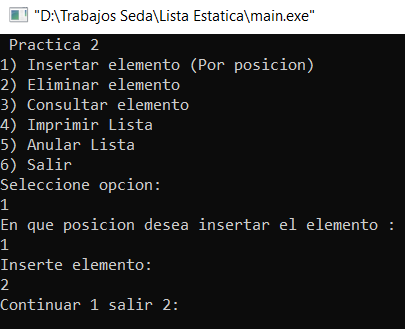 "D:\Trabajos Seda\Lista Estatica\main.exe"
Practica 2
1) Insertar elemento (Por posicion)
2) Eliminar elemento
3) Consultar elemento
4) Imprimir Lista
5) Anular Lista
6) Salir
Seleccione opcion:
1
En que posicion desea insertar el elemento :
1
Inserte elemento:
2
Continuar 1 salir 2: